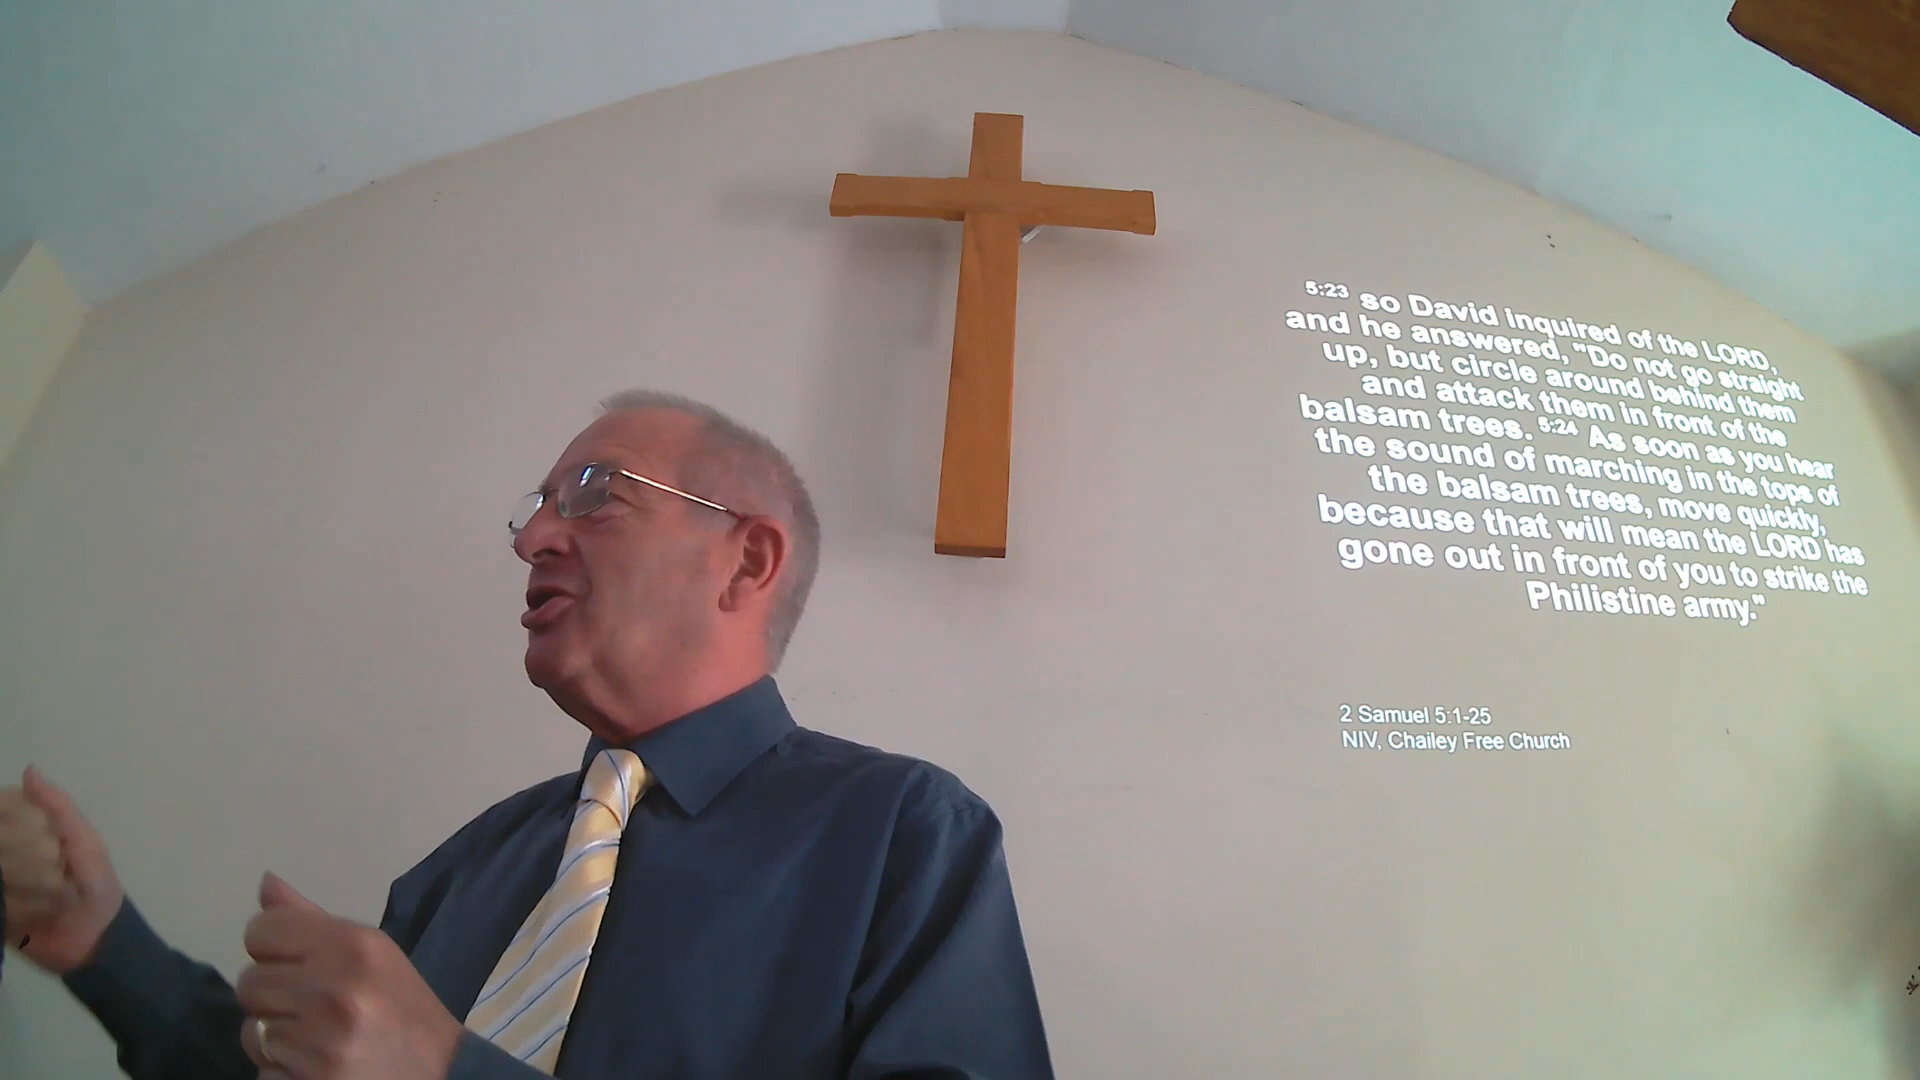 5:23 so David inquired of the LORD,
and he answered, "Do not go straight
up, but circle around behind them
and attack them in front of the
balsam trees. 5:24 As soon as you hear
the sound of marching in the tops of
the balsam trees, move quickly,
because that will mean the LORD has
gone out in front of you to strike the
Philistine army."
2 Samuel 5:1-25
NIV, Chailey Free Church